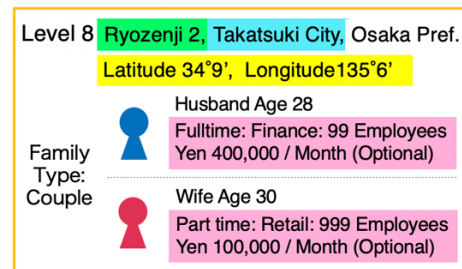 Level 8 Ryozenji 2, Takatsuki City, Osaka Pref.
Latitude 34˚9’, Longitude135˚6’
Family
Type:
Couple
Husband Age 28
Fulltime: Finance: 99 Employees
Yen 400,000 / Month (Optional)
Wife Age 30
Part time: Retail: 999 Employees
Yen 100,000 / Month (Optional)